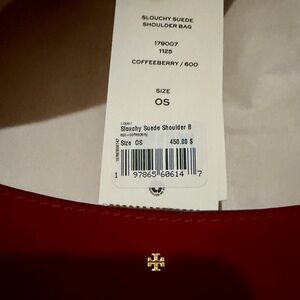 SLOUCHY SUEDE
SHOULDER BAG
179007
1125
COFFEEBERRY / 600
SIZE
OS
Slouchy Suede Shoulder B
Size OS 450.00 $
1 97865 60614 7